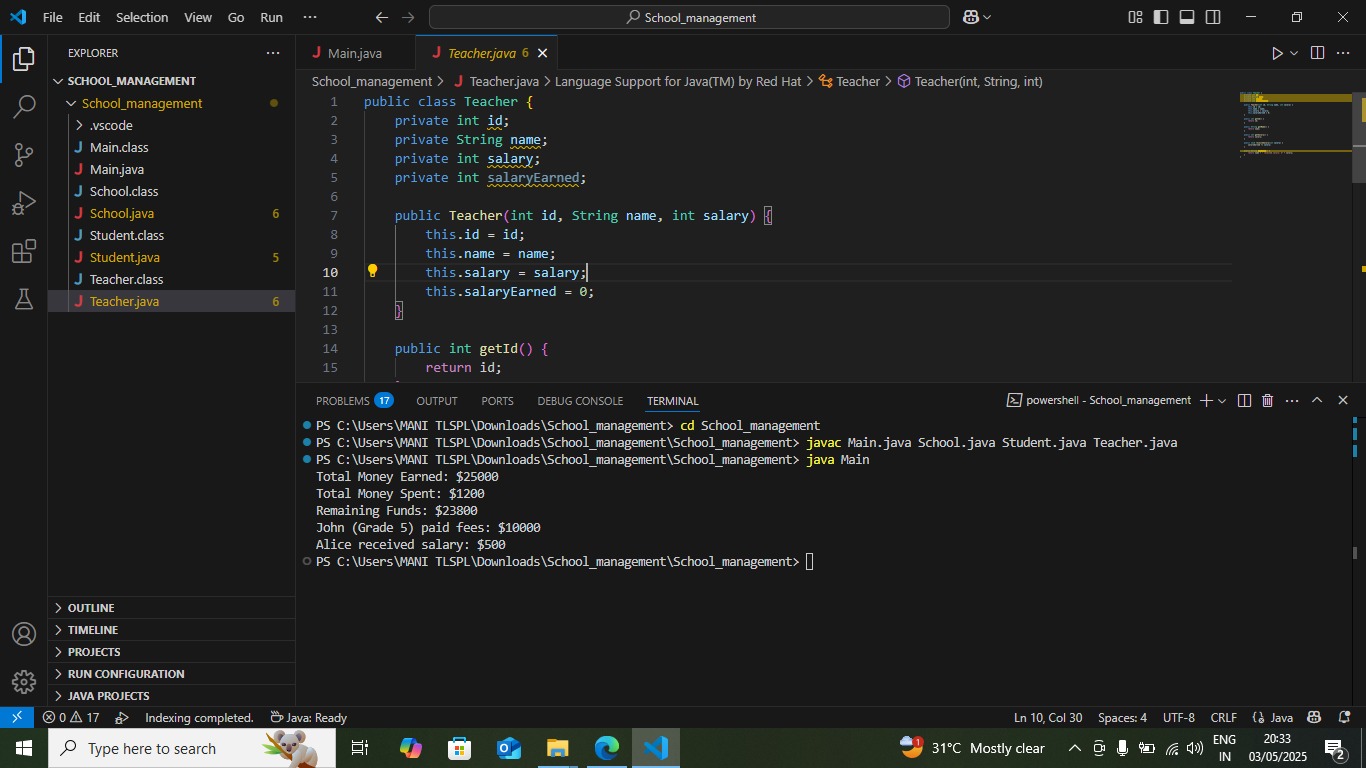 File Edit Selection View Go Run ··· School_management
EXPLORER ···
SCHOOL_MANAGEMENT
School_management
.vscode
Main.class
Main.java
School.class
School.java 6
Student.class
Student.java 5
Teacher.class
Teacher.java 6
OUTLINE
TIMELINE
PROJECTS
RUN CONFIGURATION
JAVA PROJECTS
Main.java Teacher.java 6
School_management > Teacher.java > Language Support for Java(TM) by Red Hat > Teacher > Teacher(int, String, int)
1 public class Teacher {
2 private int id;
3 private String name;
4 private int salary;
5 private int salaryEarned;
6
7 public Teacher(int id, String name, int salary) {
8 this.id = id;
9 this.name = name;
10 this.salary = salary;
11 this.salaryEarned = 0;
12 }
13
14 public int getId() {
15 return id;
PROBLEMS 17 OUTPUT PORTS DEBUG CONSOLE TERMINAL powershell - School_management
PS C:\Users\MANI TLSPL\Downloads\School_management> cd School_management
PS C:\Users\MANI TLSPL\Downloads\School_management\School_management> javac Main.java School.java Student.java Teacher.java
PS C:\Users\MANI TLSPL\Downloads\School_management\School_management> java Main
Total Money Earned: $25000
Total Money Spent: $1200
Remaining Funds: $23800
John (Grade 5) paid fees: $10000
Alice received salary: $500
PS C:\Users\MANI TLSPL\Downloads\School_management\School_management>
0 17 Indexing completed. Java: Ready Ln 10, Col 30 Spaces: 4 UTF-8 CRLF {} Java
Type here to search 1 31°C Mostly clear ENG 20:33
IN 03/05/2025 2